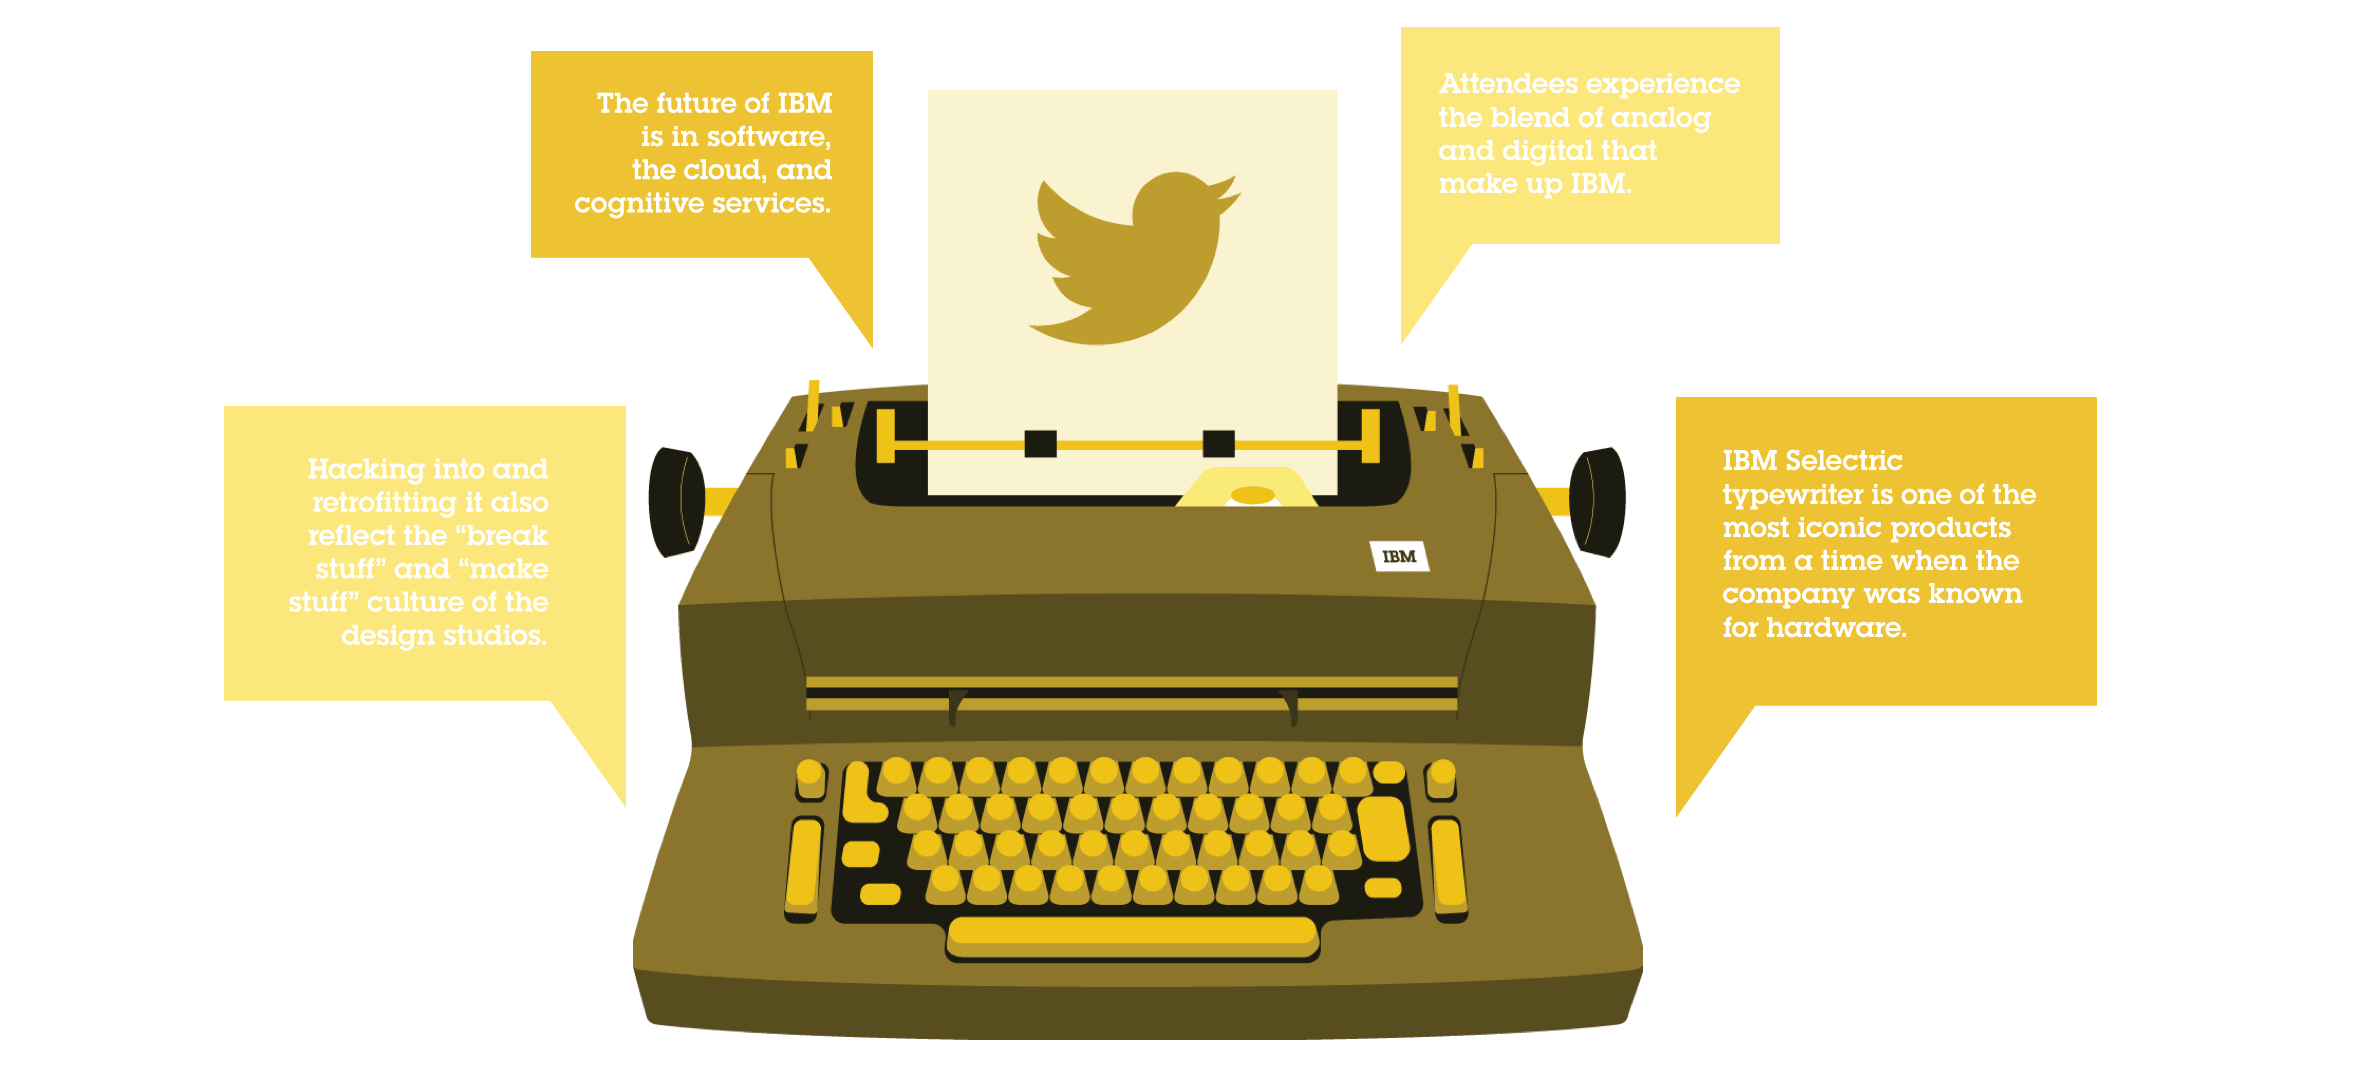 The future of IBM
is in software,
the cloud, and
cognitive services.
Attendees experience
the blend of analog
and digital that
make up IBM.
Hacking into and
retrofitting it also
reflect the “break
stuff” and “make
stuff” culture of the
design studios.
IBM Selectric
typewriter is one of the
most iconic products
from a time when the
company was known
for hardware.
IBM